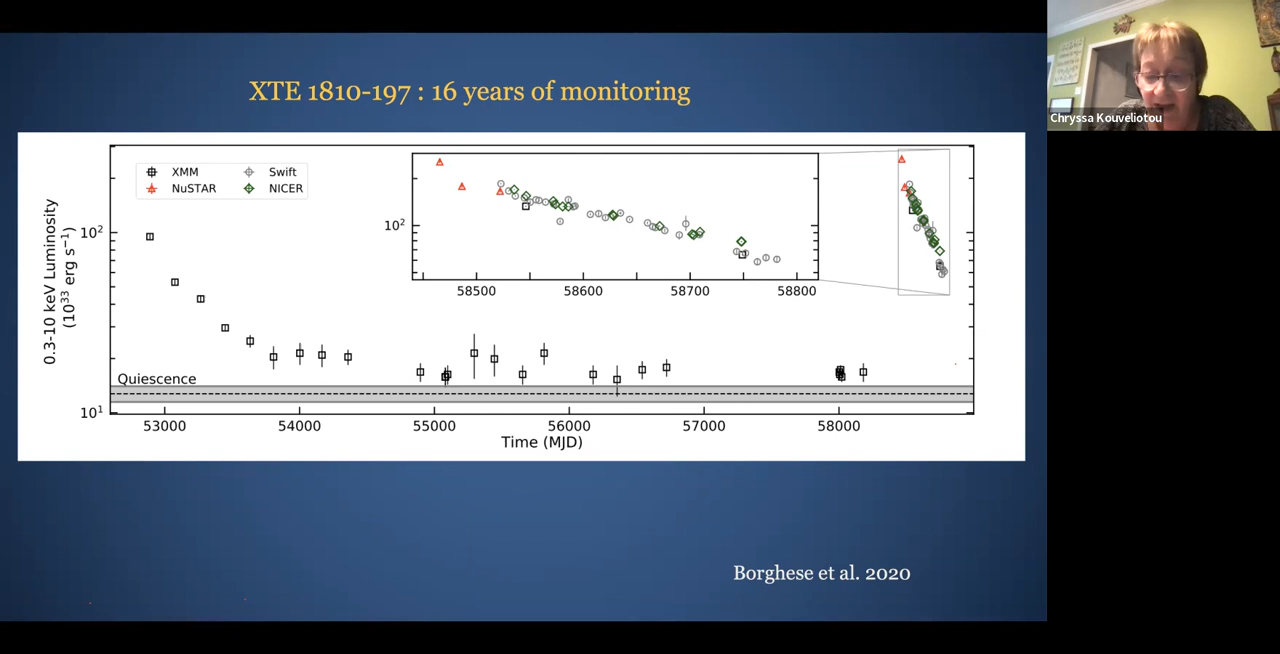 XTE 1810-197 : 16 years of monitoring
Chryssa Kouveliotou
XMM
Swift
NuSTAR
NICER
10²
58500
58600
58700
58800
0.3-10 keV Luminosity
(10³³ erg s⁻¹)
10²
10¹
Quiescence
53000
54000
55000
56000
57000
58000
Time (MJD)
Borghese et al. 2020